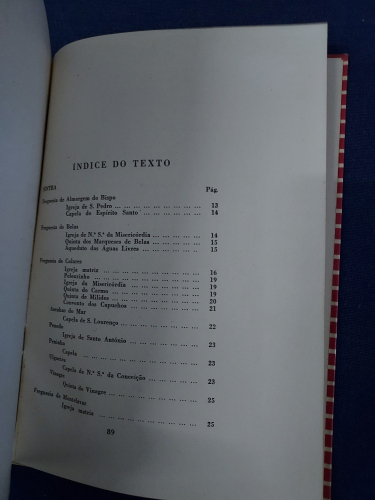 ÍNDICE DO TEXTO
SINTRA Pág.
Freguesia de Almargem do Bispo
Igreja de S. Pedro ... 13
Capela do Espírito Santo ... 14
Freguesia de Belas
Igreja de N.ª S.ª da Misericórdia ... 14
Quinta dos Marqueses de Belas ... 15
Aqueduto das Águas Livres ... 15
Freguesia de Colares
Igreja matriz ... 16
Pelourinho ... 19
Igreja da Misericórdia ... 19
Quinta do Carmo ... 19
Quinta de Milides ... 20
Convento dos Capuchos ... 21
Azenhas do Mar
Capela de S. Lourenço ... 22
Penedo
Igreja de Santo António ... 23
Capela ... 23
Ulgueira
Capela de N.ª S.ª da Conceição ... 23
Vinagre
Quinta do Vinagre ... 25
Freguesia de Montelavar
Igreja matriz ... 25
89